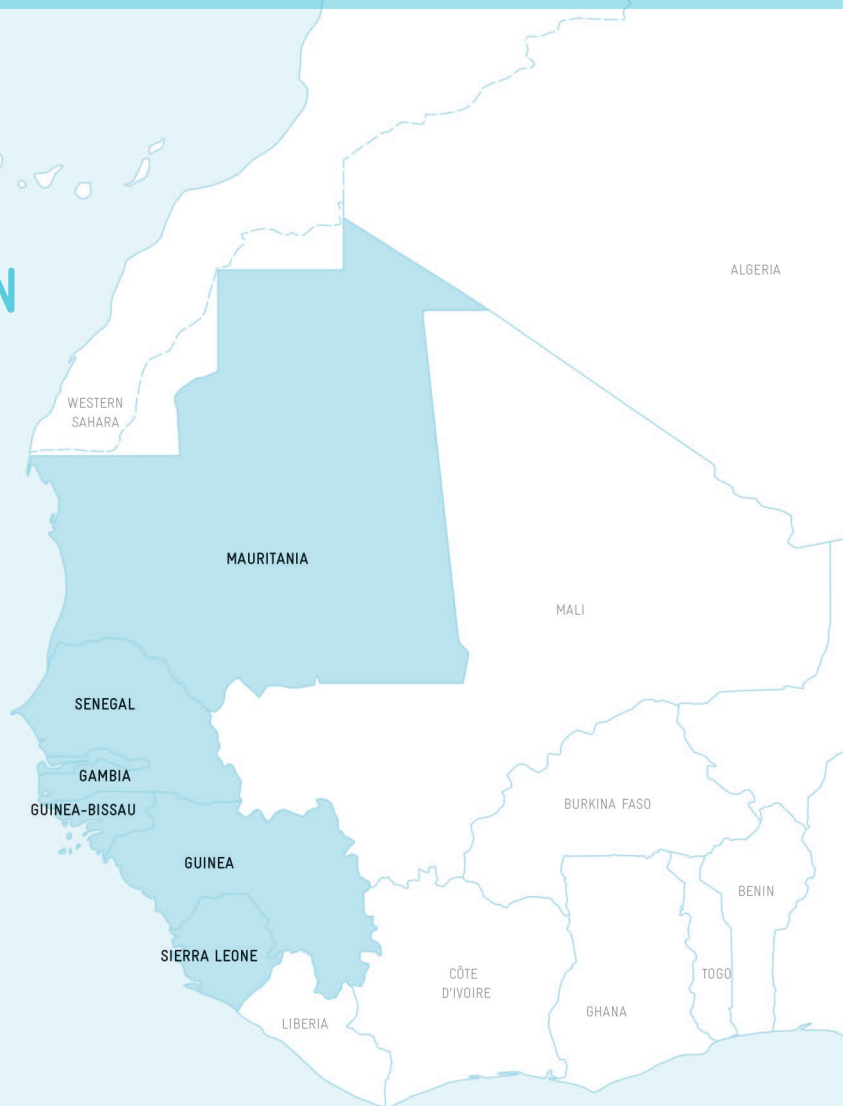 N
ALGERIA
WESTERN
SAHARA
MAURITANIA
MALI
SENEGAL
GAMBIA
BURKINA FASO
GUINEA-BISSAU
GUINEA
BENIN
SIERRA LEONE
CÔTE
D'IVOIRE
TOGO
GHANA
LIBERIA